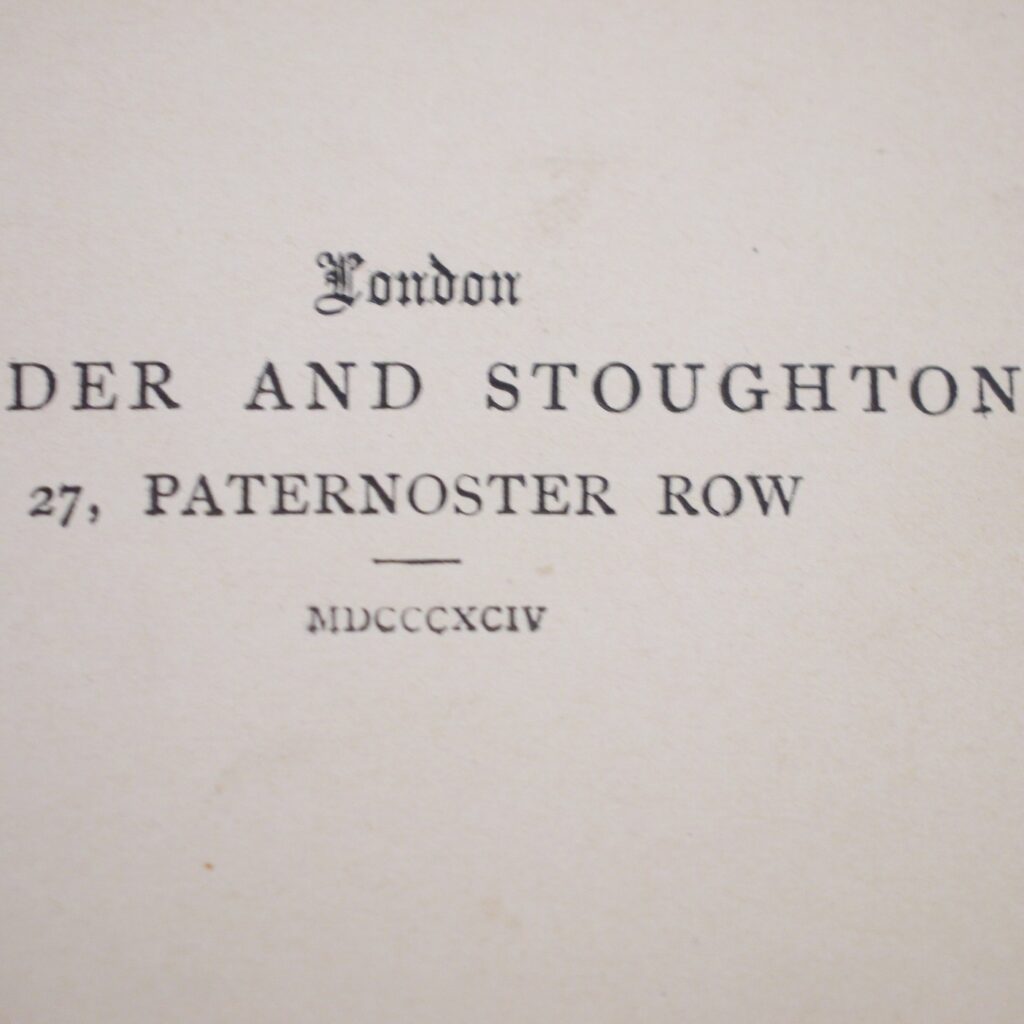 London
DER AND STOUGHTON
27, PATERNOSTER ROW
MDCCCXCIV